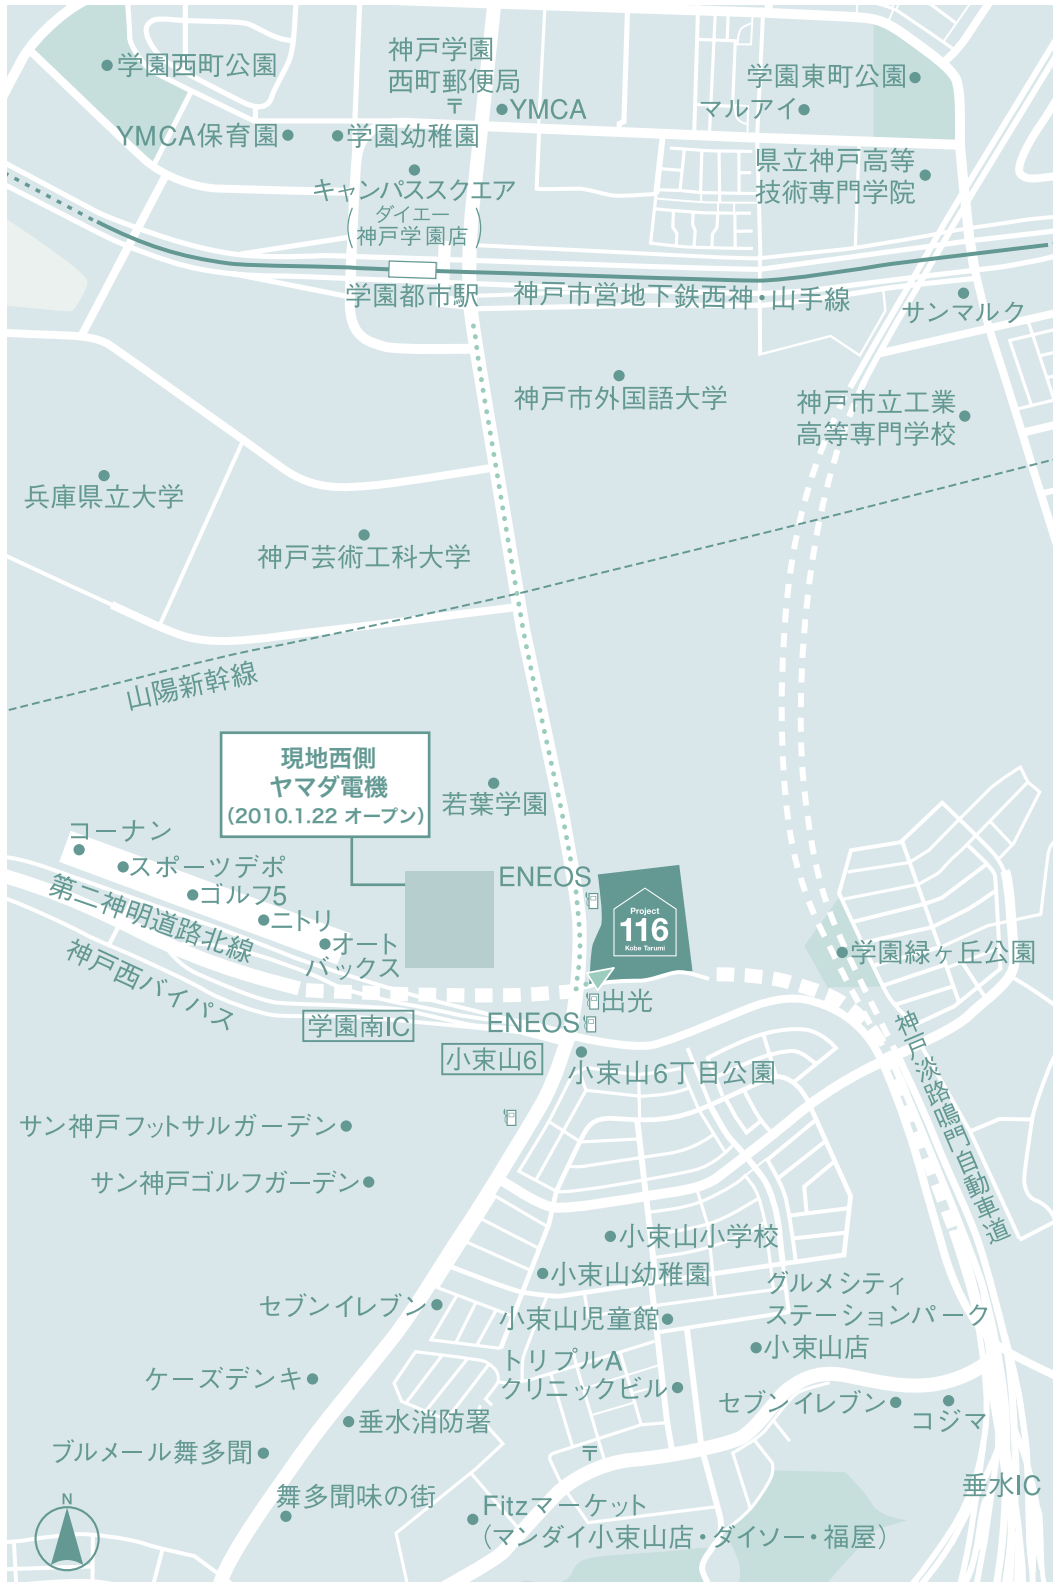 学園西町公園
神戸学園
西町郵便局
〒
YMCA
学園東町公園
マルアイ
YMCA保育園
学園幼稚園
県立神戸高等
技術専門学院
キャンパススクエア
(ダイエー
神戸学園店)
学園都市駅
神戸市営地下鉄西神・山手線
サンマルク
神戸市外国語大学
神戸市立工業
高等専門学校
兵庫県立大学
神戸芸術工科大学
山陽新幹線
現地西側
ヤマダ電機
(2010.1.22 オープン)
若葉学園
コーナン
スポーツデポ
ゴルフ5
ニトリ
オート
バックス
第二神明道路北線
神戸西バイパス
ENEOS
Project
116
Kobe Tarumi
学園緑ヶ丘公園
出光
ENEOS
学園南IC
小束山6
小束山6丁目公園
神戸淡路鳴門自動車道
サン神戸フットサルガーデン
サン神戸ゴルフガーデン
小束山小学校
小束山幼稚園
グルメシティ
ステーションパーク
小束山店
セブンイレブン
小束山児童館
トリプルA
クリニックビル
ケーズデンキ
セブンイレブン
コジマ
垂水消防署
ブルメール舞多聞
〒
垂水IC
舞多聞味の街
Fitzマーケット
(マンダイ小束山店・ダイソー・福屋)
N